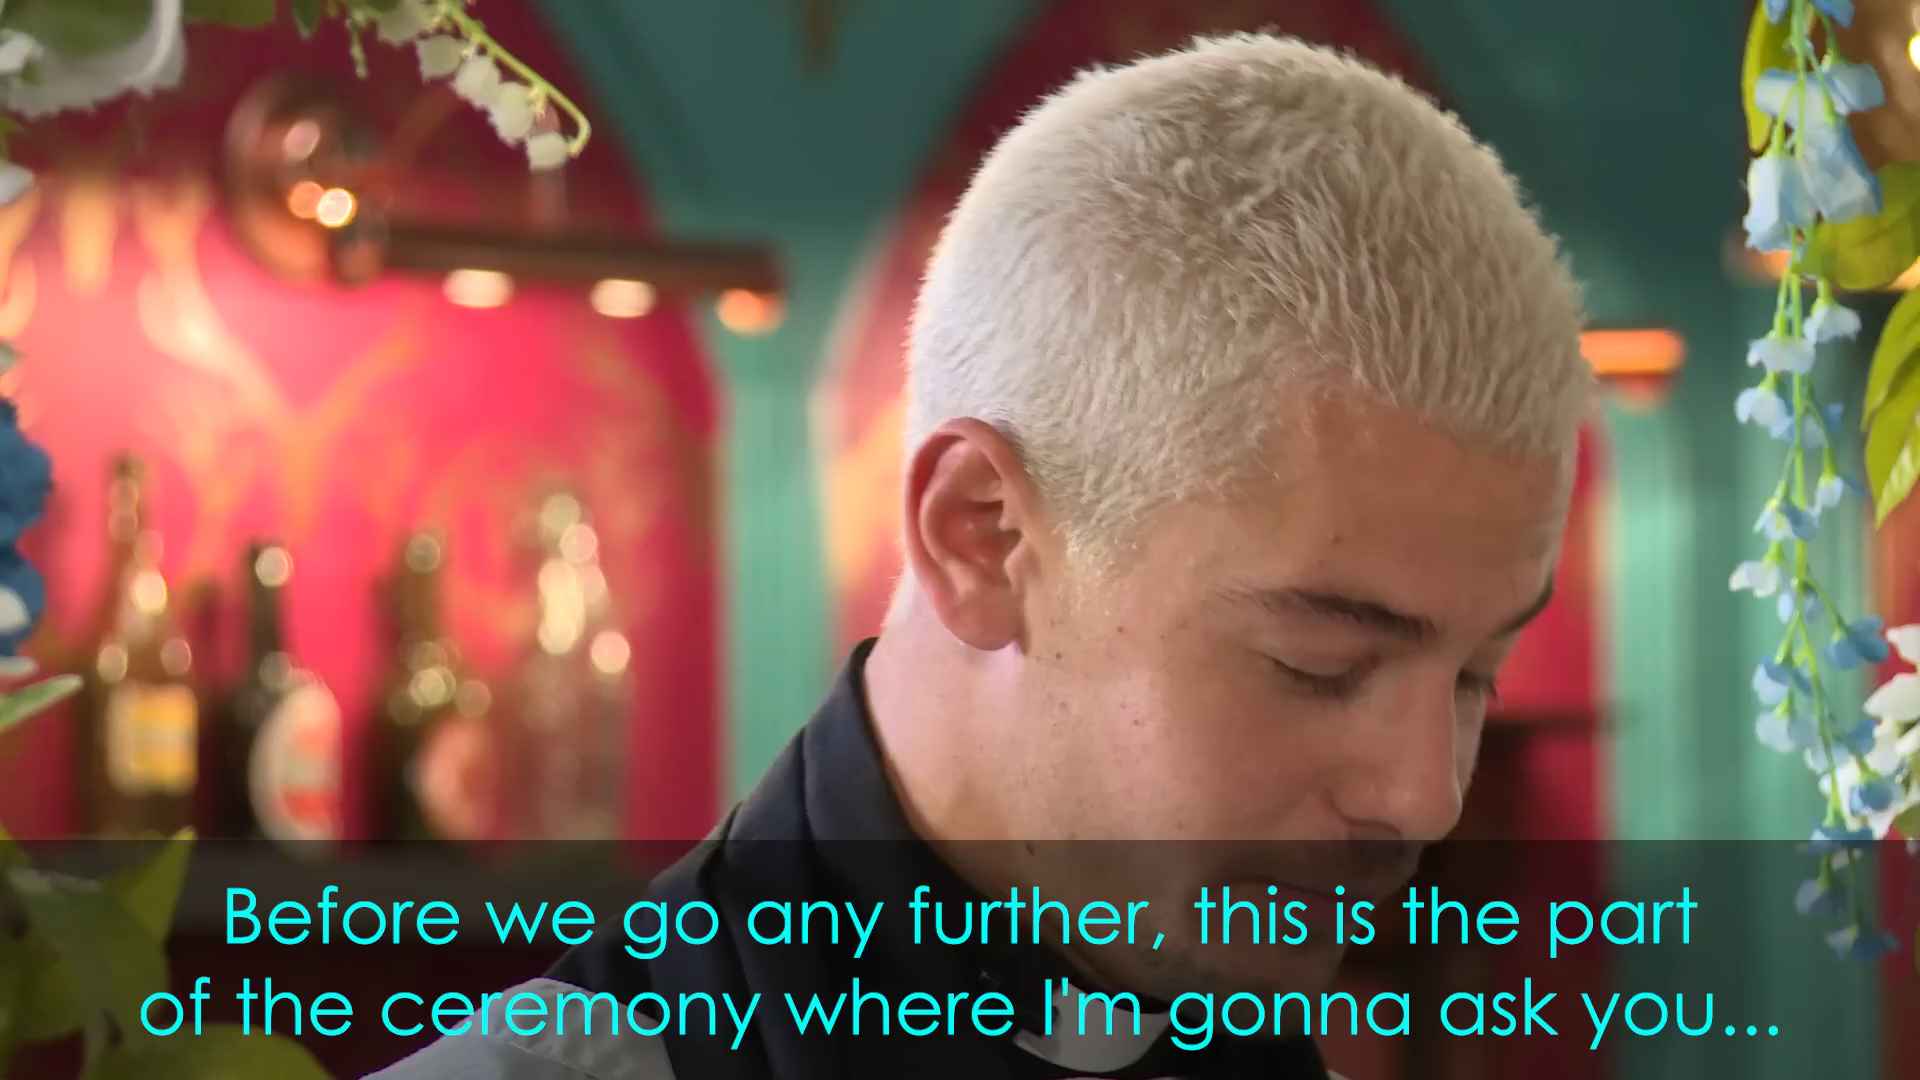 Before we go any further, this is the part
of the ceremony where I'm gonna ask you...